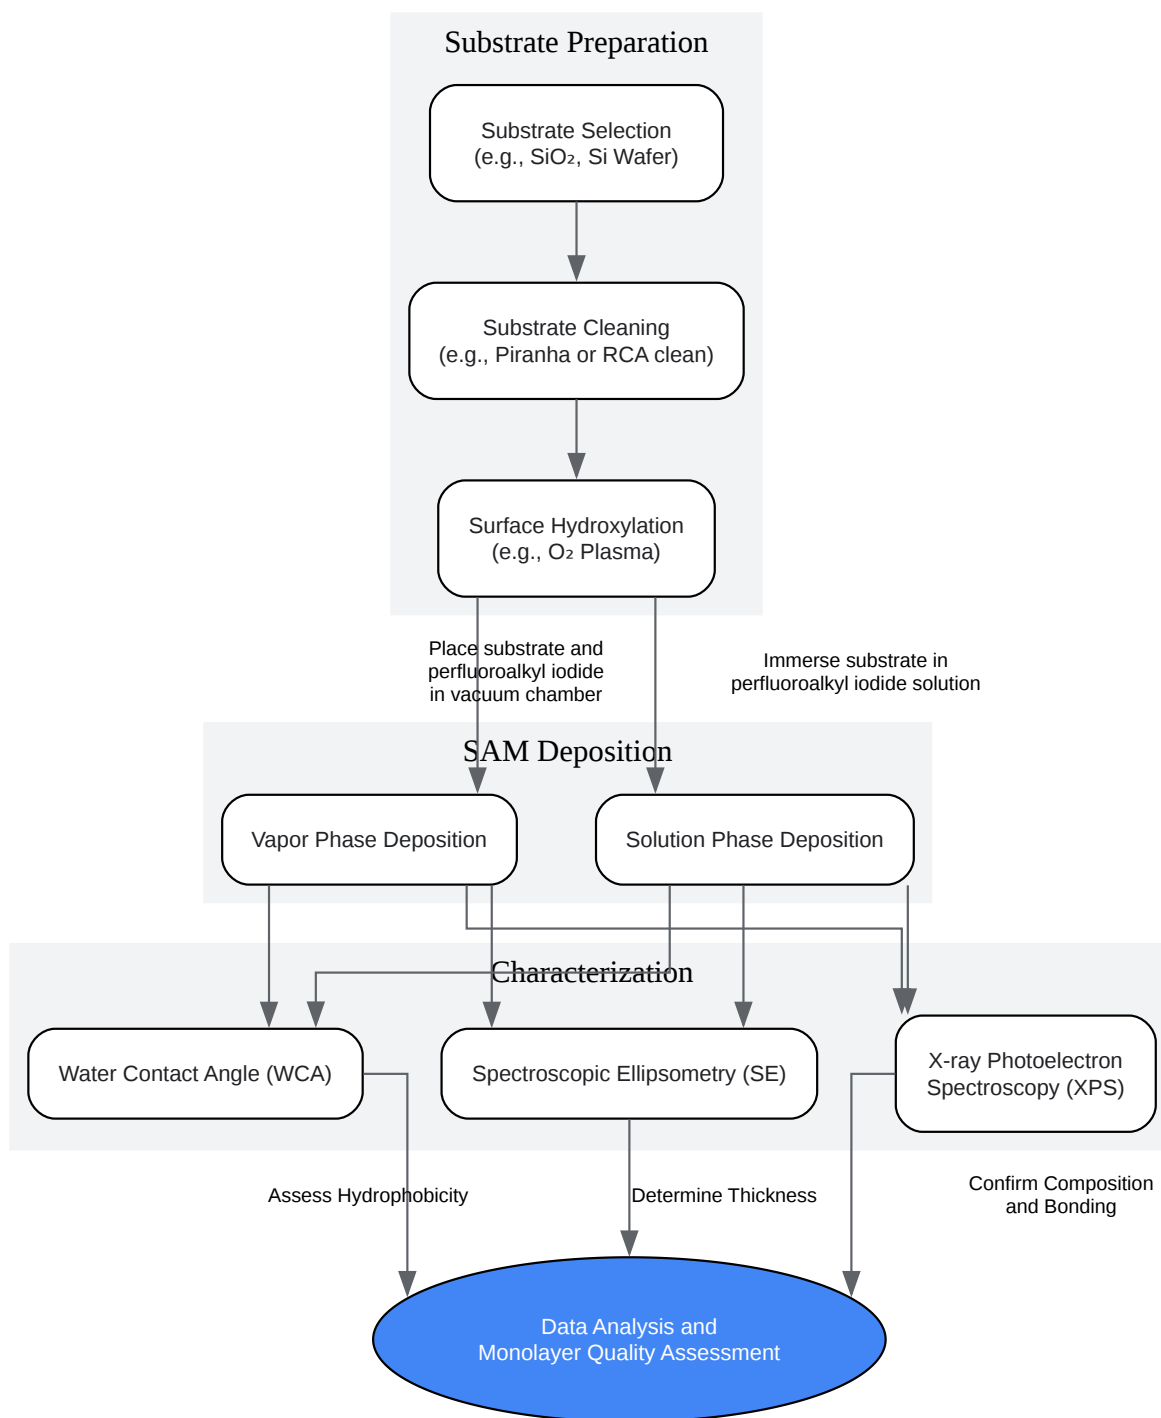 Substrate Preparation
Substrate Selection
(e.g., SiO₂, Si Wafer)
Substrate Cleaning
(e.g., Piranha or RCA clean)
Surface Hydroxylation
(e.g., O₂ Plasma)
Place substrate and
perfluoroalkyl iodide
in vacuum chamber
Immerse substrate in
perfluoroalkyl iodide solution
SAM Deposition
Vapor Phase Deposition
Solution Phase Deposition
Characterization
Water Contact Angle (WCA)
Spectroscopic Ellipsometry (SE)
X-ray Photoelectron
Spectroscopy (XPS)
Assess Hydrophobicity
Determine Thickness
Confirm Composition
and Bonding
Data Analysis and
Monolayer Quality Assessment